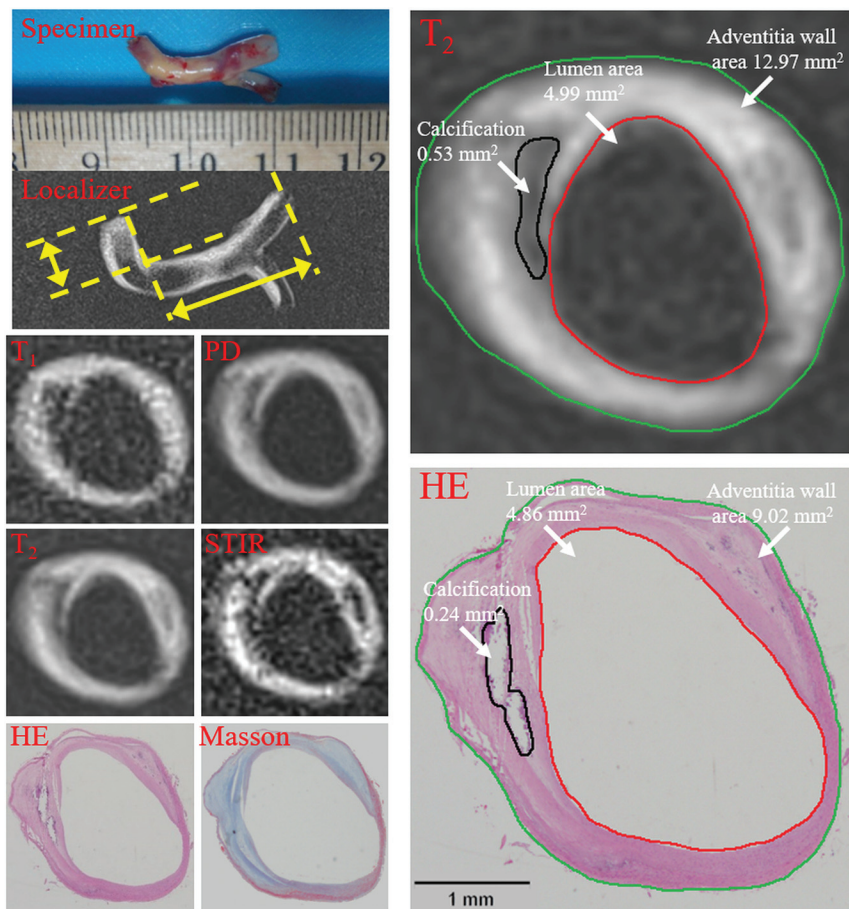 Specimen
8 9 10 11 12
Localizer
T₁
PD
T₂
STIR
HE
Masson
T₂
Adventitia wall
area 12.97 mm²
Lumen area
4.99 mm²
Calcification
0.53 mm²
HE
Lumen area
4.86 mm²
Adventitia wall
area 9.02 mm²
Calcification
0.24 mm²
1 mm